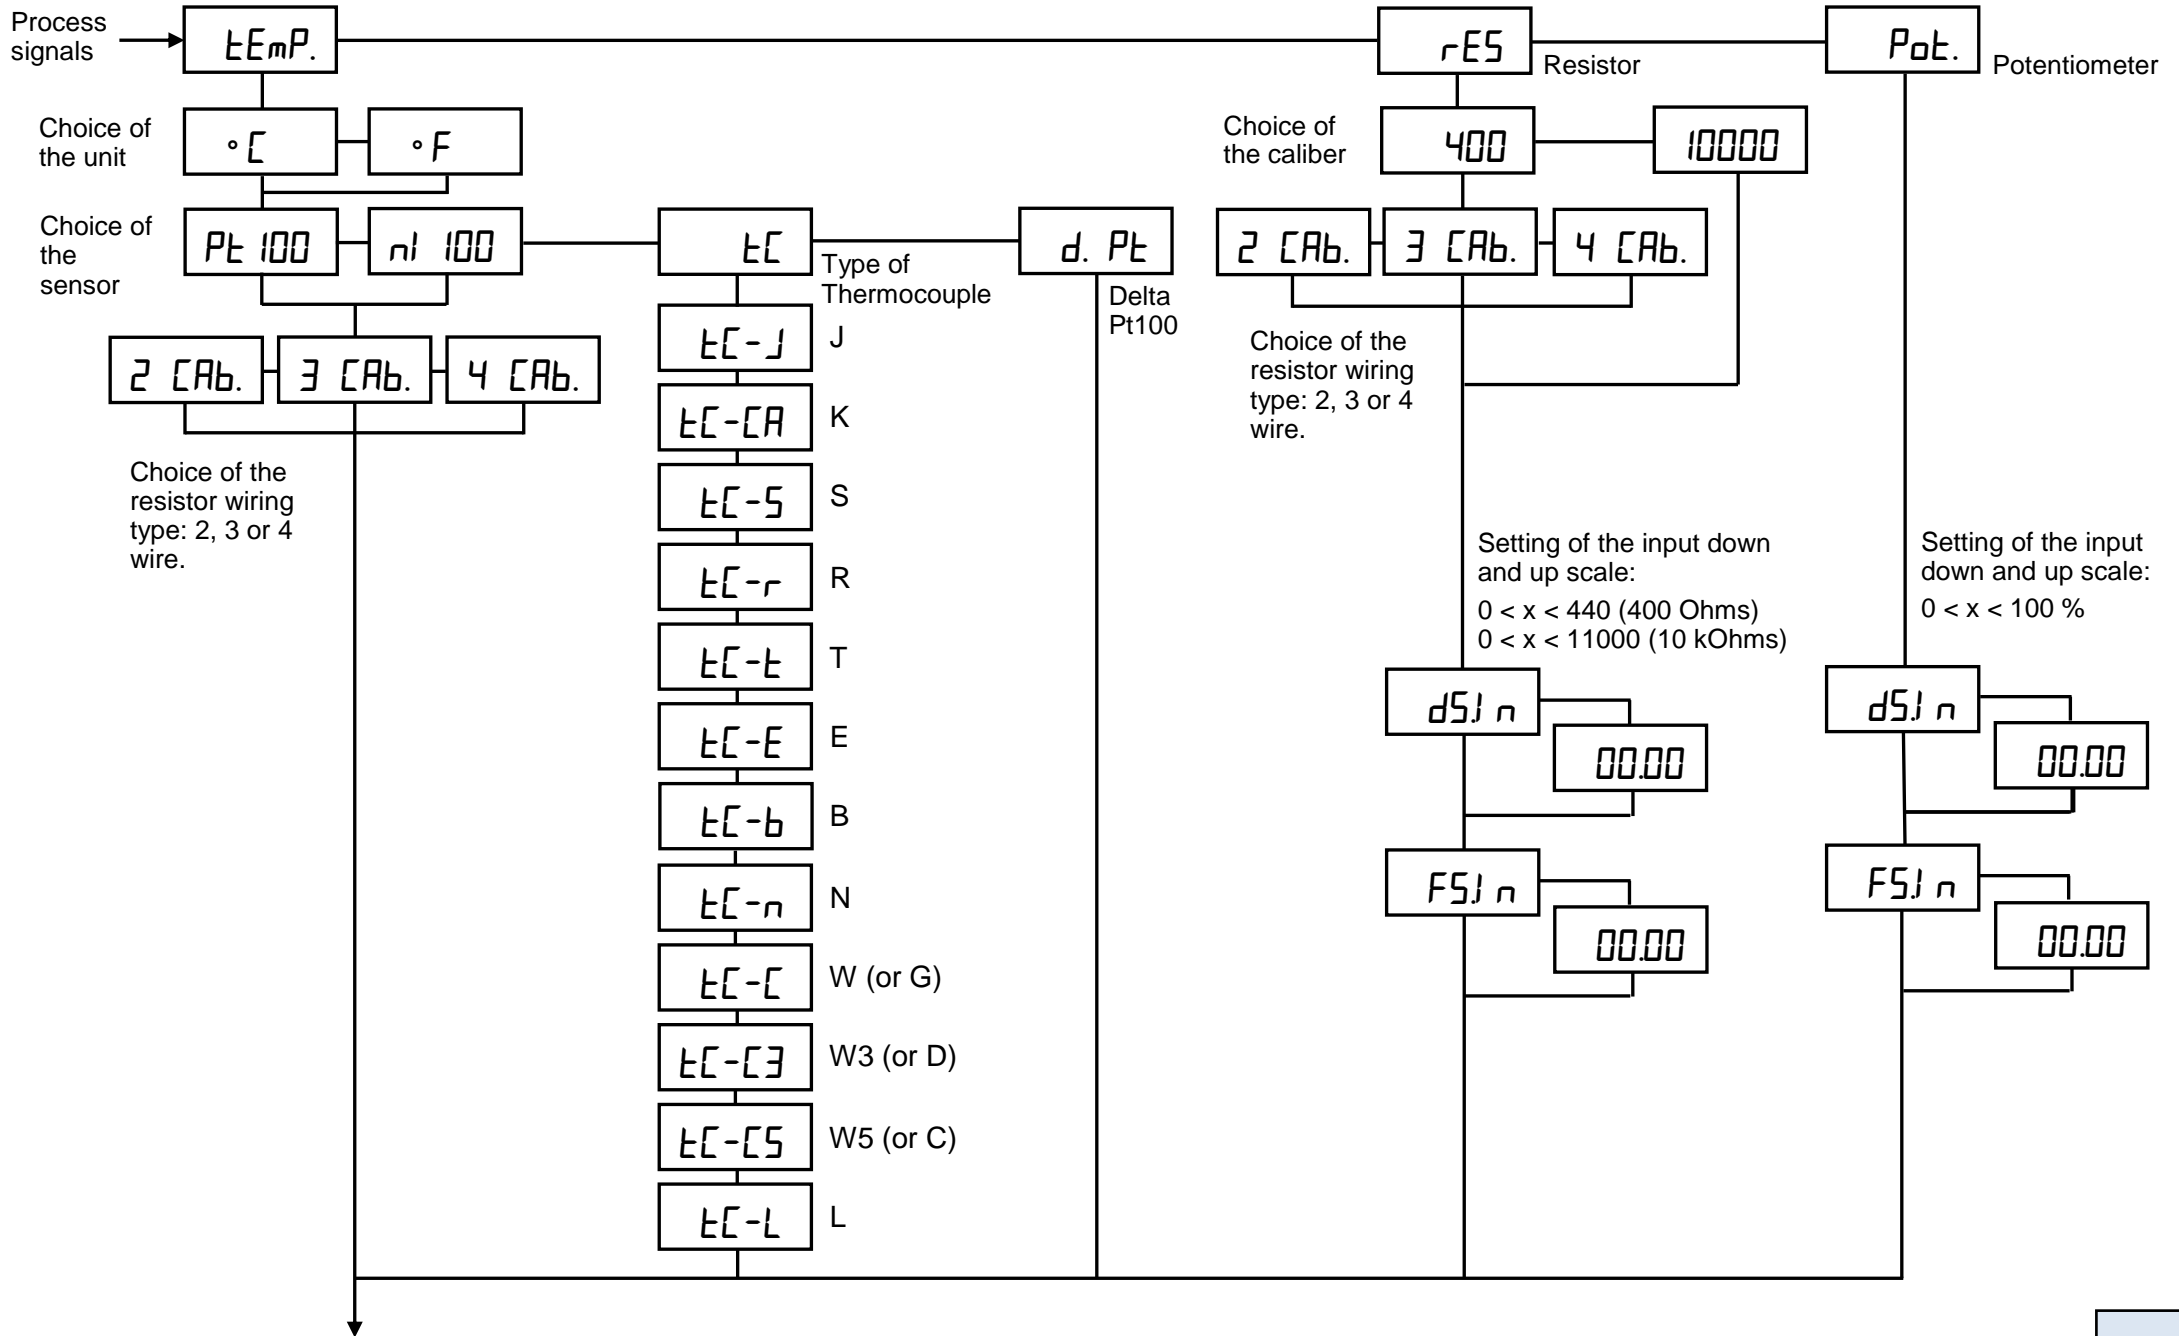 Process
signals
tEmP.
rES
Resistor
Pot.
Potentiometer
Choice of
the unit
°C
°F
Choice of
the caliber
400
10000
Choice of
the
sensor
Pt 100
nI 100
tC
Type of
Thermocouple
d. Pt
Delta
Pt100
2 CAb.
3 CAb.
4 CAb.
Choice of the
resistor wiring
type: 2, 3 or 4
wire.
2 CAb.
3 CAb.
4 CAb.
Choice of the
resistor wiring
type: 2, 3 or 4
wire.
tC-J
J
tC-CA
K
tC-S
S
tC-r
R
tC-t
T
tC-E
E
tC-b
B
tC-n
N
tC-C
W (or G)
tC-C3
W3 (or D)
tC-C5
W5 (or C)
tC-L
L
Setting of the input down
and up scale:
0 < x < 440 (400 Ohms)
0 < x < 11000 (10 kOhms)
dS.I n
00.00
FS.I n
00.00
Setting of the input
down and up scale:
0 < x < 100 %
dS.I n
00.00
FS.I n
00.00